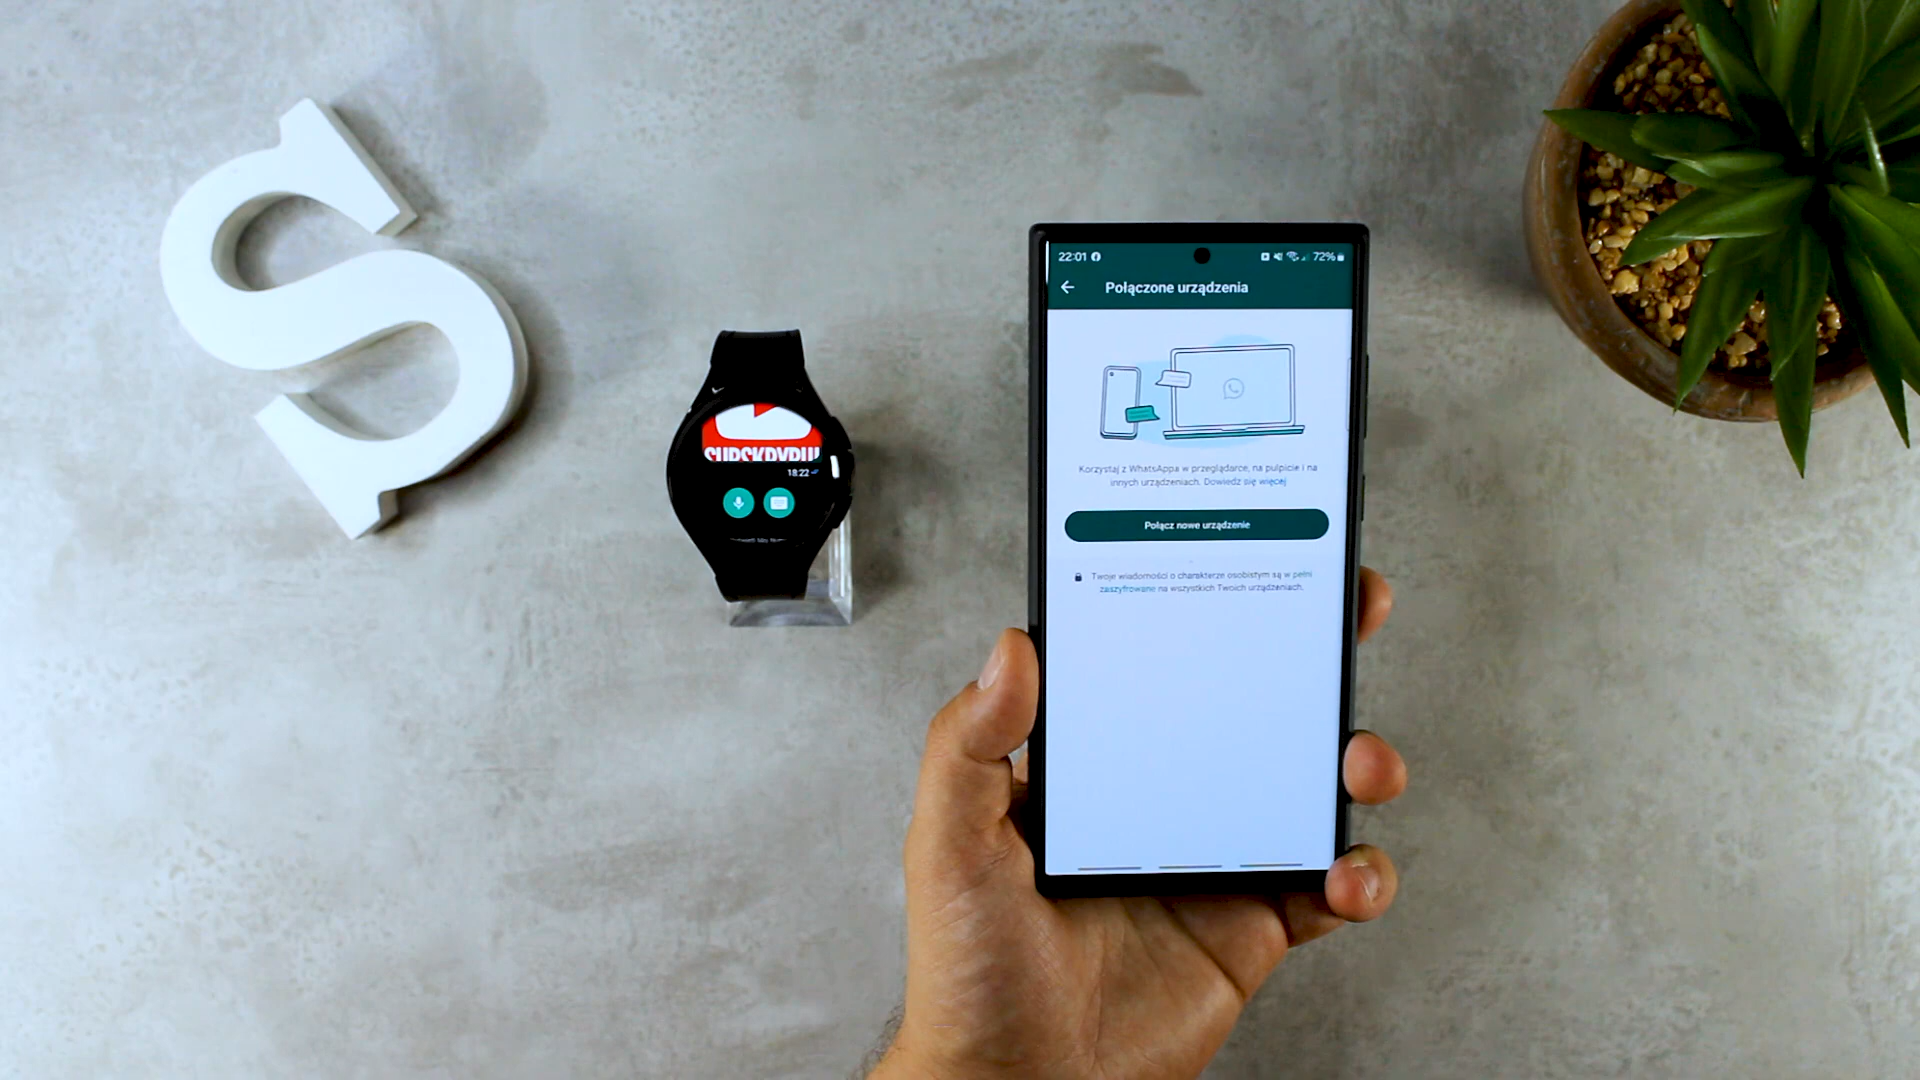 S
18:22
22:01
72%
Połączone urządzenia
Korzystaj z WhatsAppa w przeglądarce, na pulpicie i na
innych urządzeniach. Dowiedz się więcej
Połącz nowe urządzenie
Twoje wiadomości o charakterze osobistym są w pełni
zaszyfrowane na wszystkich Twoich urządzeniach.